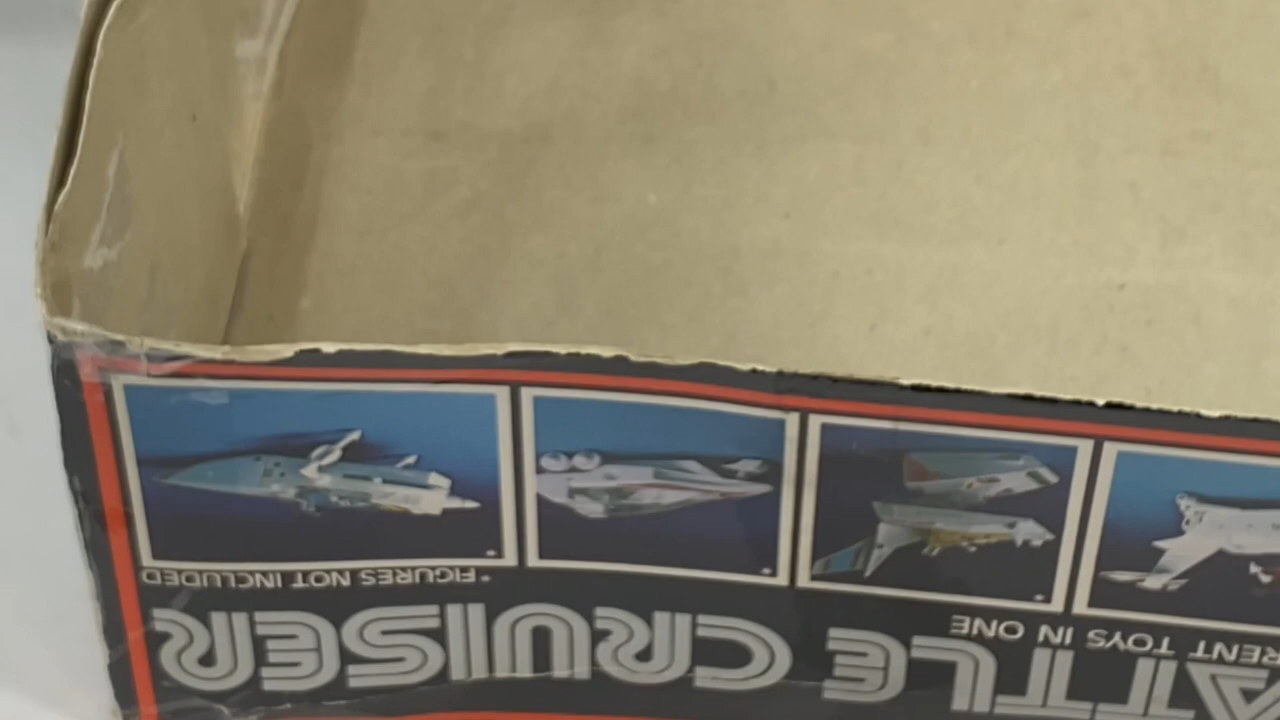 ATTLE CRUISER
RENT TOYS IN ONE
*FIGURES NOT INCLUDED